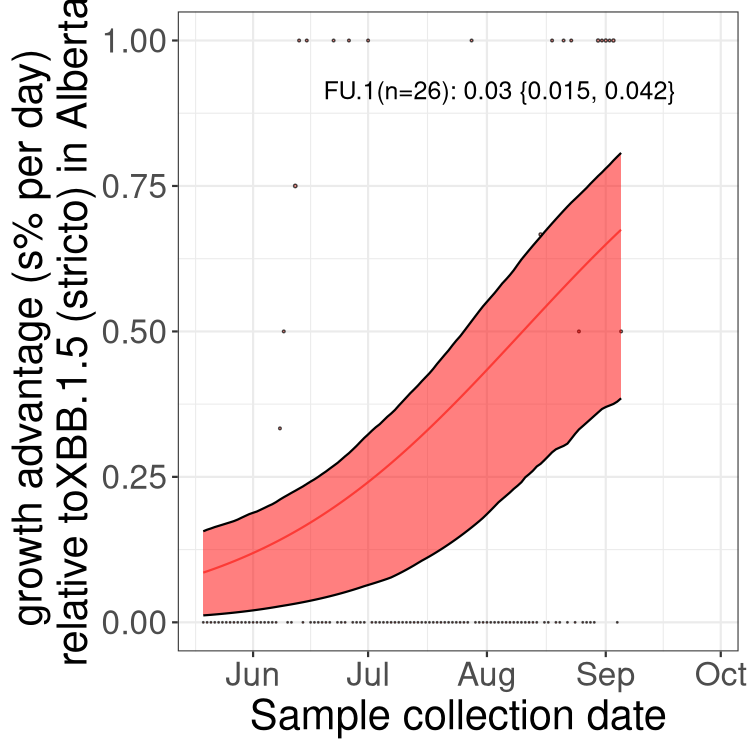 growth advantage (s% per day)
relative toXBB.1.5 (stricto) in Alberta
1.00
0.75
0.50
0.25
0.00
FU.1(n=26): 0.03 {0.015, 0.042}
Jun Jul Aug Sep Oct
Sample collection date